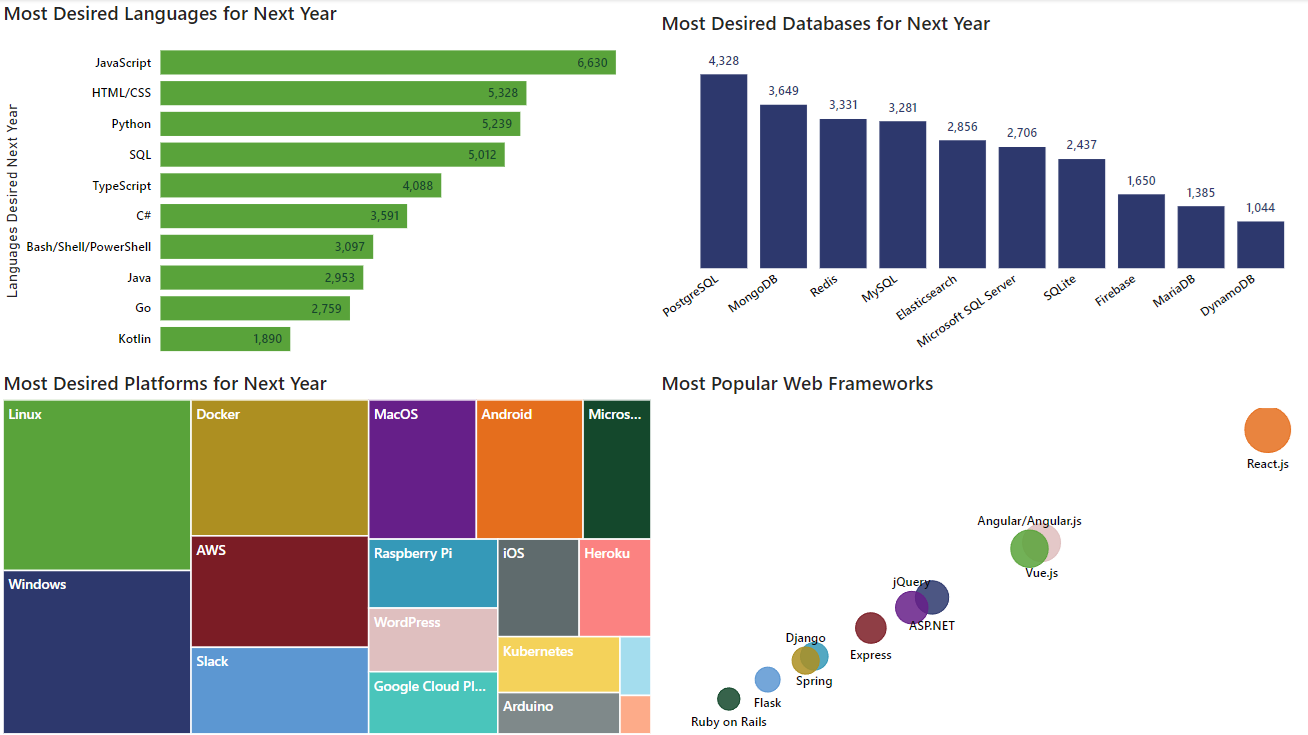 Most Desired Languages for Next Year
Languages Desired Next Year
JavaScript 6,630
HTML/CSS 5,328
Python 5,239
SQL 5,012
TypeScript 4,088
C# 3,591
Bash/Shell/PowerShell 3,097
Java 2,953
Go 2,759
Kotlin 1,890
Most Desired Databases for Next Year
4,328
3,649
3,331
3,281
2,856
2,706
2,437
1,650
1,385
1,044
PostgreSQL
MongoDB
Redis
MySQL
Elasticsearch
Microsoft SQL Server
SQLite
Firebase
MariaDB
DynamoDB
Most Desired Platforms for Next Year
Linux
Windows
Docker
AWS
Slack
MacOS
Android
Micros...
Raspberry Pi
WordPress
Google Cloud Pl...
iOS
Heroku
Kubernetes
Arduino
Most Popular Web Frameworks
React.js
Angular/Angular.js
Vue.js
jQuery
ASP.NET
Express
Django
Spring
Flask
Ruby on Rails